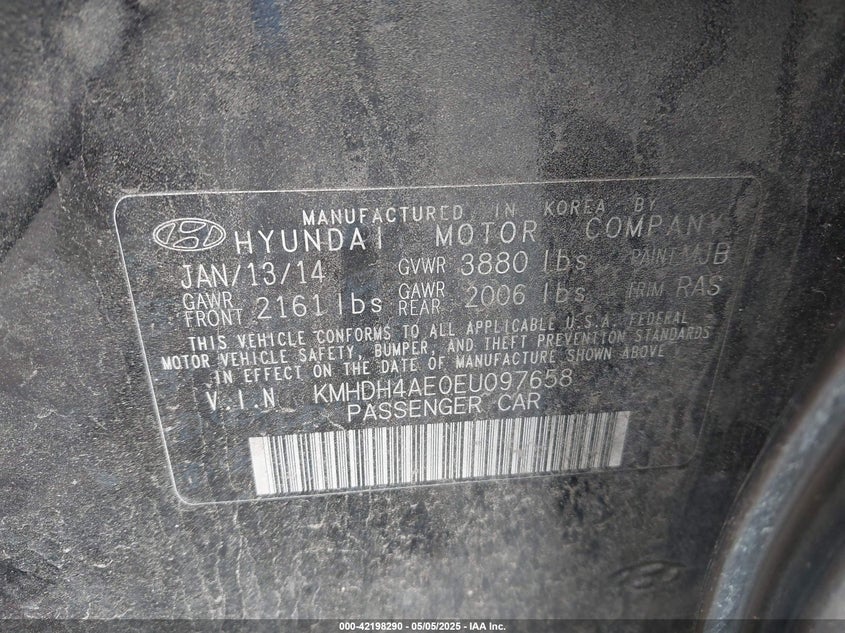 MANUFACTURED IN KOREA BY
HYUNDAI MOTOR COMPANY
JAN/13/14 GVWR 3880 lbs PAINT MJB
GAWR FRONT 2161 lbs GAWR REAR 2006 lbs TRIM RAS
THIS VEHICLE CONFORMS TO ALL APPLICABLE U.S.A. FEDERAL
MOTOR VEHICLE SAFETY, BUMPER, AND THEFT PREVENTION STANDARDS
IN EFFECT ON THE DATE OF MANUFACTURE SHOWN ABOVE
V.I.N. KMHDH4AE0EU097658
PASSENGER CAR
000-42198290 - 05/05/2025 - IAA Inc.